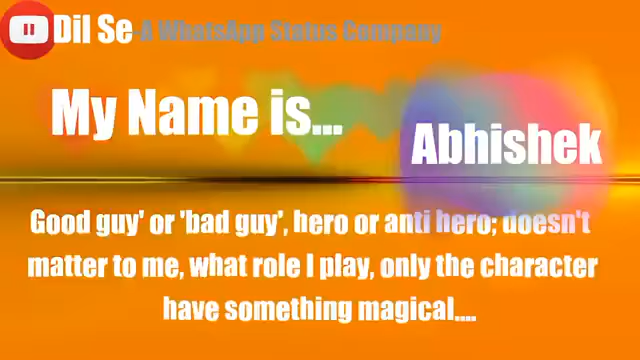 Dil Se-A WhatsApp Status Company
My Name is...
Abhishek
Good guy' or 'bad guy', hero or anti hero; doesn't
matter to me, what role I play, only the character
have something magical....